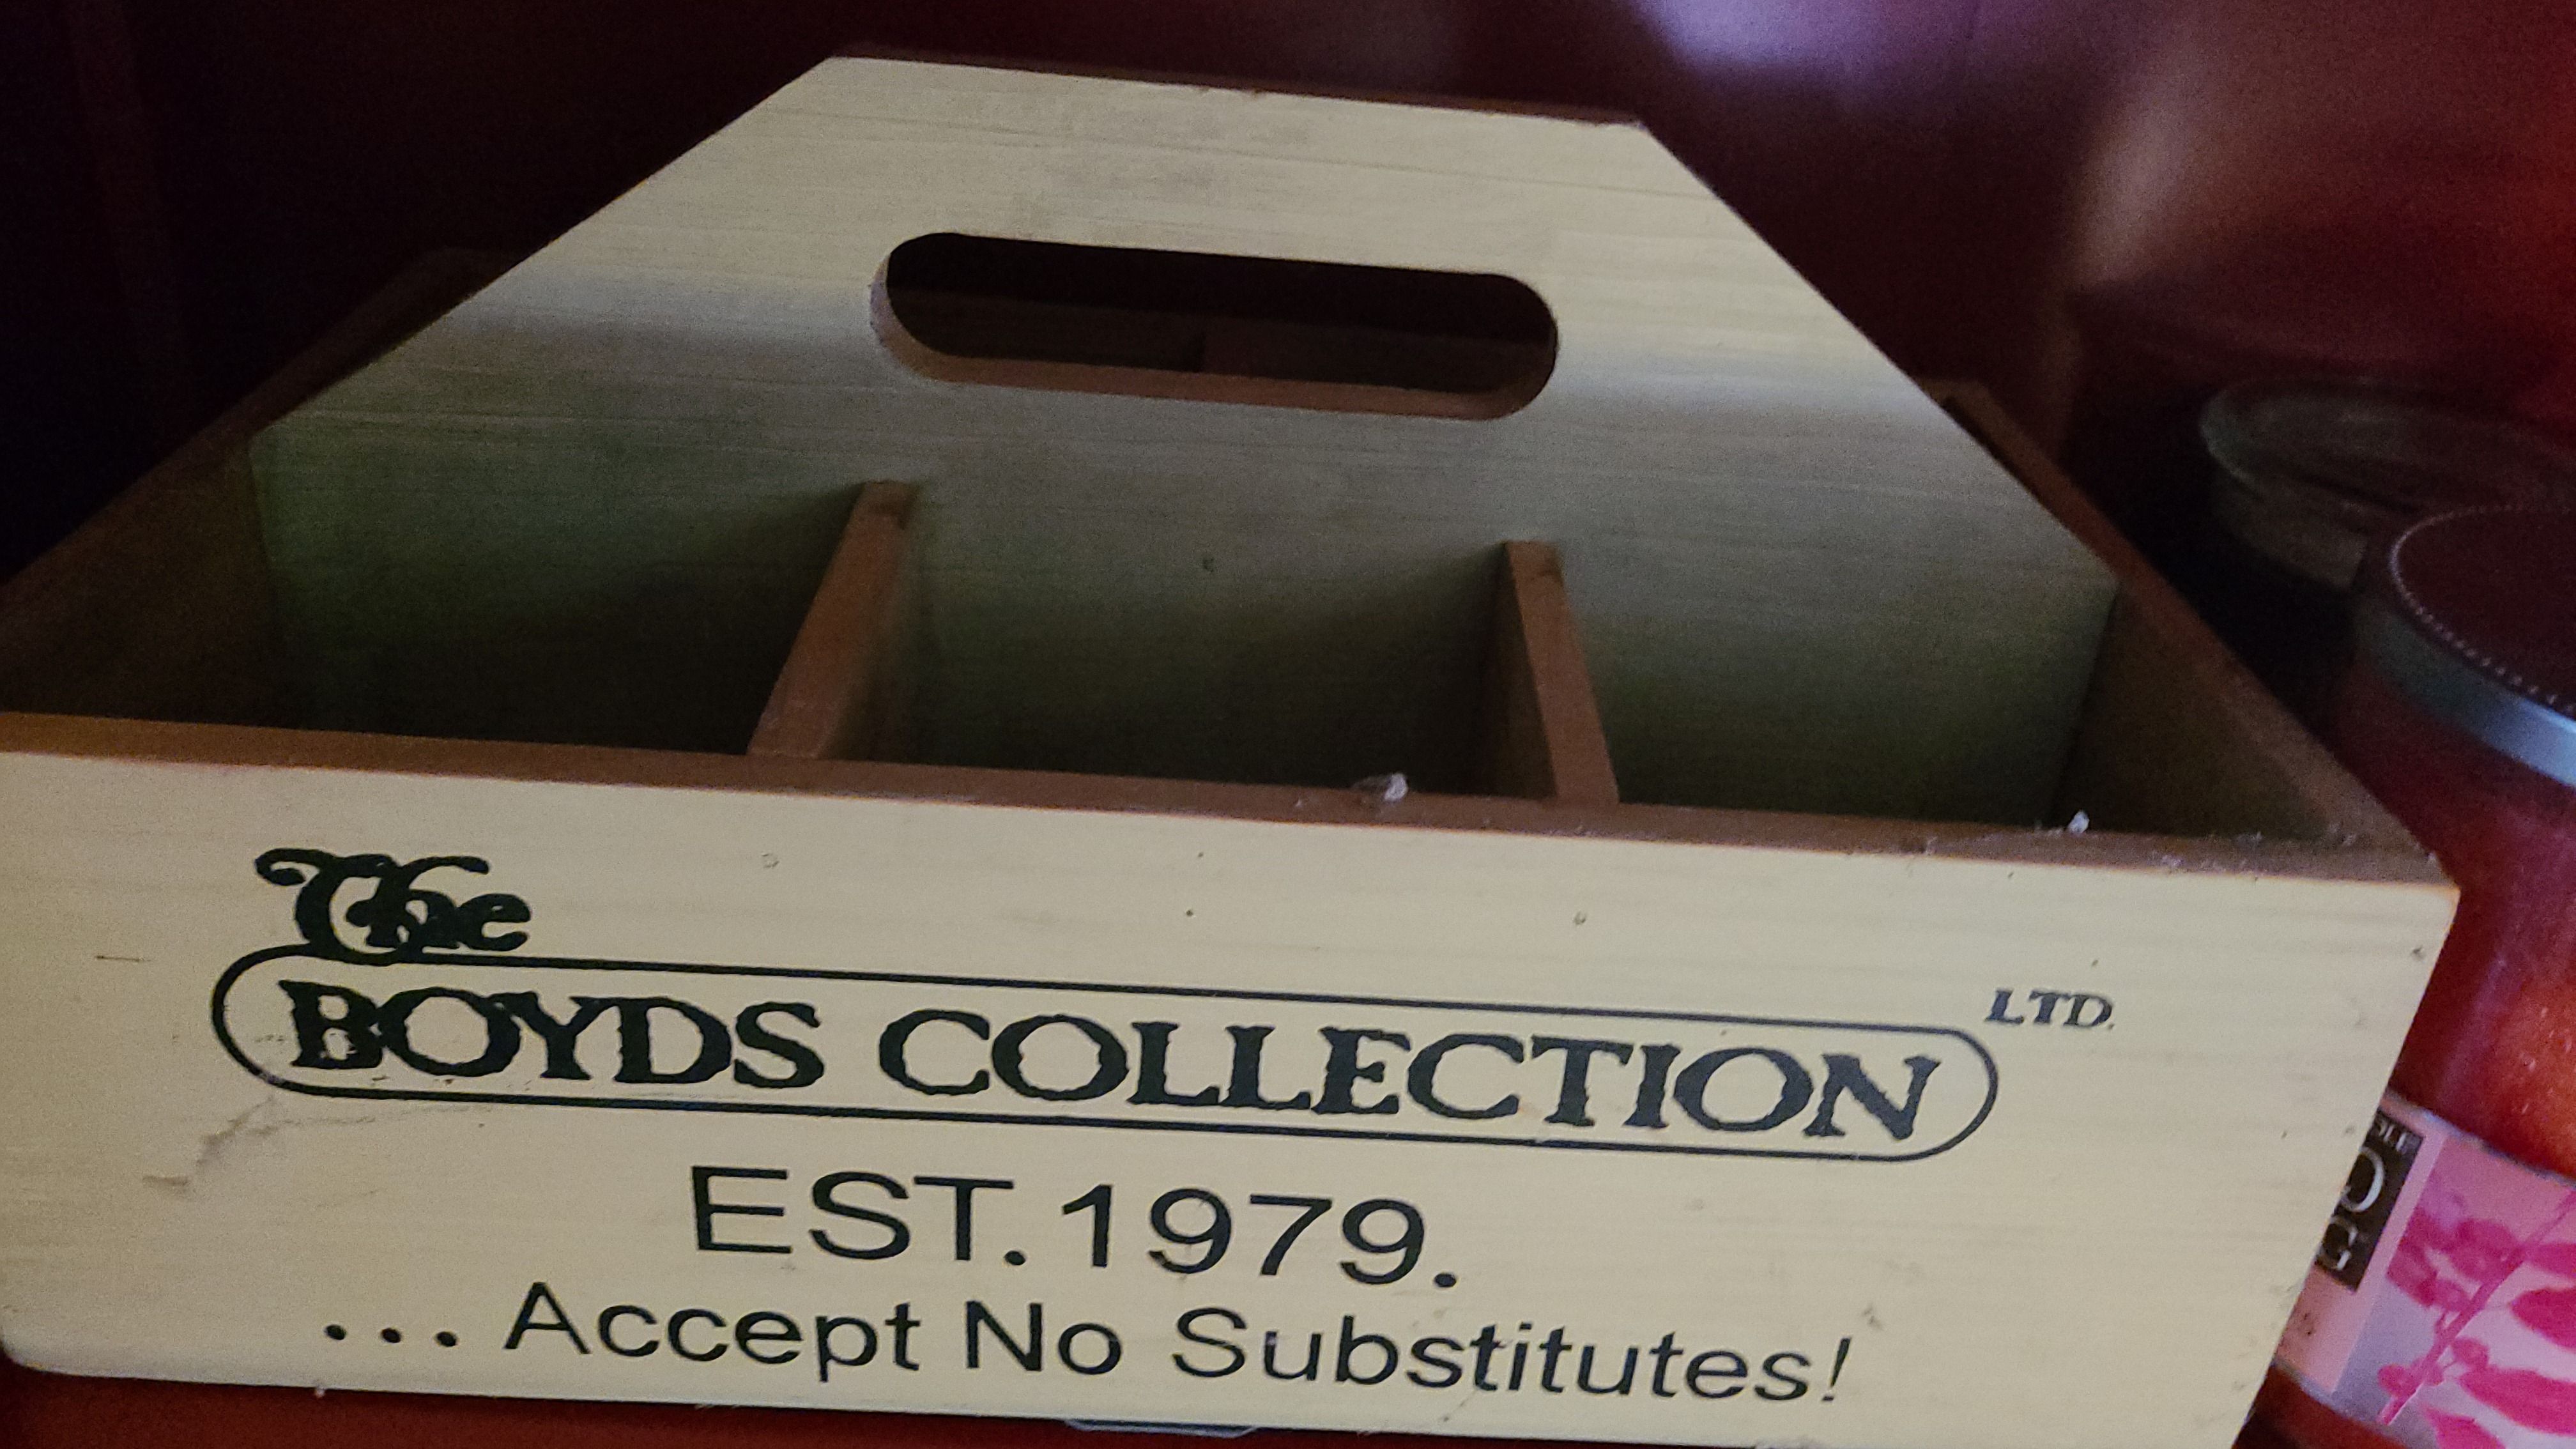 The
BOYDS COLLECTION LTD.
EST.1979.
... Accept No Substitutes!